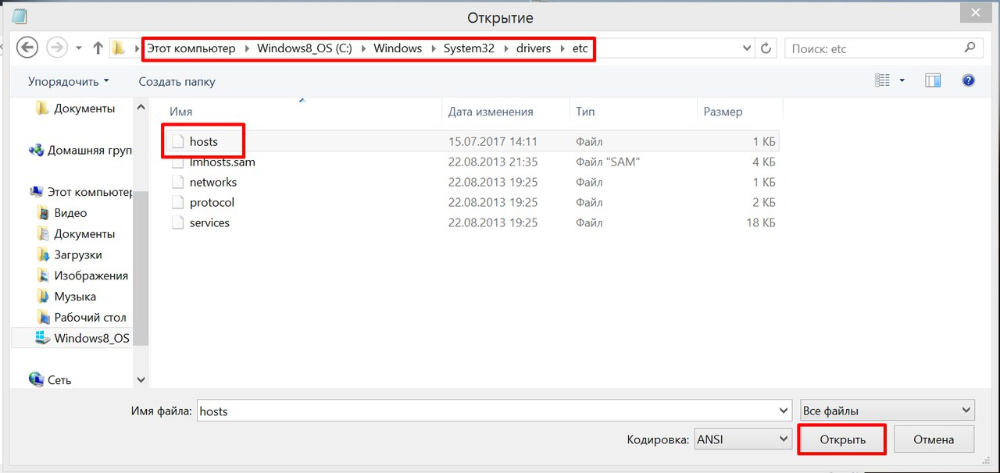 Открытие
Этот компьютер Windows8_OS (C:) Windows System32 drivers etc Поиск: etc
Упорядочить Создать папку
Имя Дата изменения Тип Размер
hosts 15.07.2017 14:11 Файл 1 КБ
lmhosts.sam 22.08.2013 21:35 Файл "SAM" 4 КБ
networks 22.08.2013 19:25 Файл 1 КБ
protocol 22.08.2013 19:25 Файл 2 КБ
services 22.08.2013 19:25 Файл 18 КБ
Документы
Домашняя груп
Этот компьютер
Видео
Документы
Загрузки
Изображения
Музыка
Рабочий стол
Windows8_OS
Сеть
Имя файла: hosts Все файлы
Кодировка: ANSI Открыть Отмена